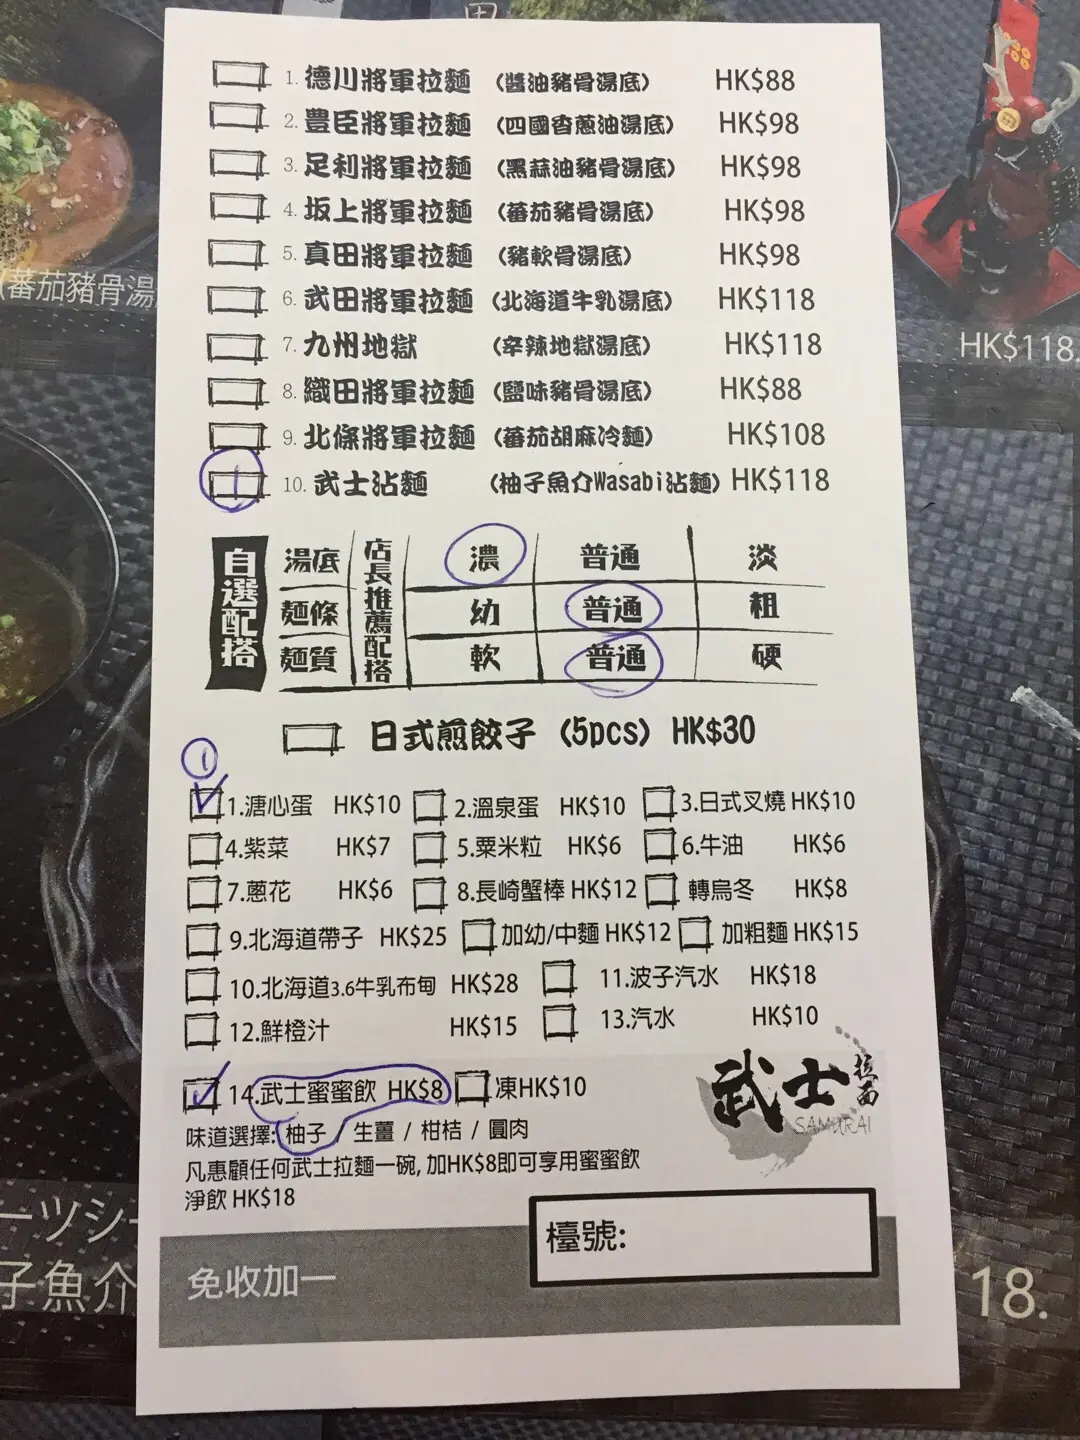 田
1. 德川將軍拉麵 (醬油豬骨湯底) HK$88
2. 豊臣將軍拉麵 (四國香蔥油湯底) HK$98
3. 足利將軍拉麵 (黑蒜油豬骨湯底) HK$98
4. 坂上將軍拉麵 (蕃茄豬骨湯底) HK$98
5. 真田將軍拉麵 (豬軟骨湯底) HK$98
6. 武田將軍拉麵 (北海道牛乳湯底) HK$118
7. 九州地獄 (辛辣地獄湯底) HK$118
8. 織田將軍拉麵 (鹽味豬骨湯底) HK$88
9. 北條將軍拉麵 (蕃茄胡麻冷麵) HK$108
1 10. 武士沾麵 (柚子魚介Wasabi沾麵) HK$118
自選配搭 店長推薦配搭
湯底 濃 普通 淡
麵條 幼 普通 粗
麵質 軟 普通 硬
日式煎餃子 (5pcs) HK$30
1
1.溏心蛋 HK$10 2.溫泉蛋 HK$10 3.日式叉燒 HK$10
4.紫菜 HK$7 5.粟米粒 HK$6 6.牛油 HK$6
7.蔥花 HK$6 8.長崎蟹棒 HK$12 轉烏冬 HK$8
9.北海道帶子 HK$25 加幼/中麵 HK$12 加粗麵 HK$15
10.北海道3.6牛乳布甸 HK$28 11.波子汽水 HK$18
12.鮮橙汁 HK$15 13.汽水 HK$10
14.武士蜜蜜飲 HK$8 凍HK$10
味道選擇: 柚子 / 生薑 / 柑桔 / 圓肉
凡惠顧任何武士拉麵一碗, 加HK$8即可享用蜜蜜飲
淨飲 HK$18
武士拉面
SAMURAI
檯號:
免收加一
(蕃茄豬骨湯
HK$118
ーツシ
子魚介
18.